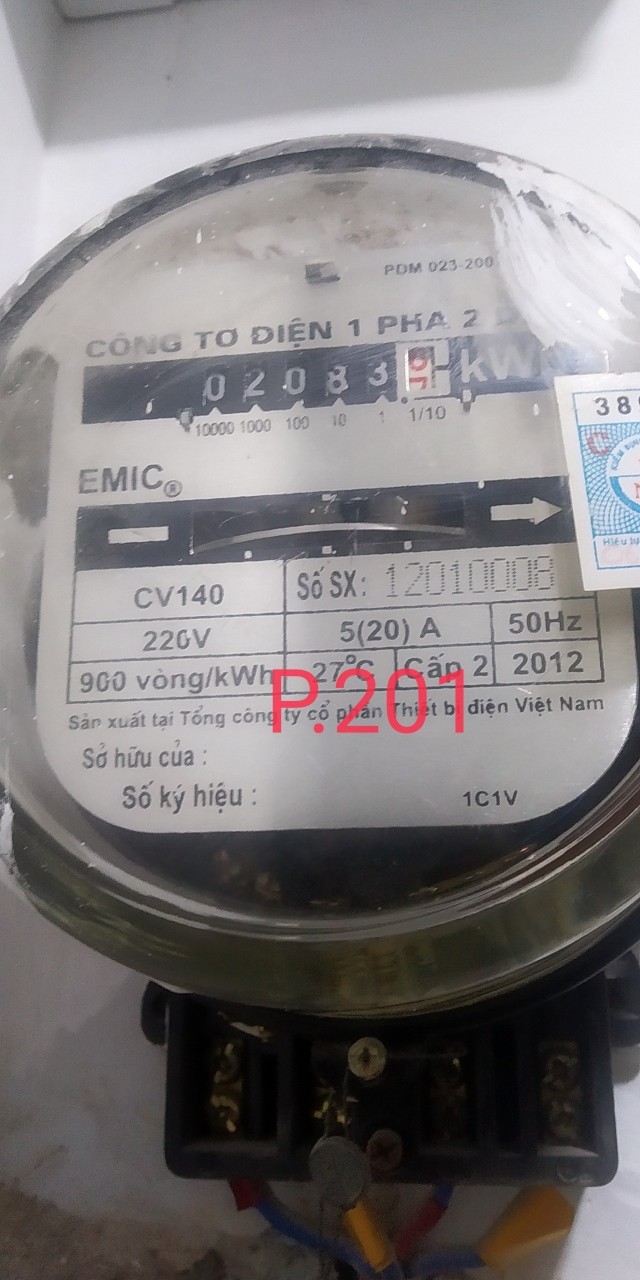 PDM 023-200
CÔNG TƠ ĐIỆN 1 PHA 2
0 2 0 8 3 kW
10000 1000 100 10 1 1/10
EMIC®
CV140
Số SX: 12010008
220V
5(20) A
50Hz
900 vòng/kWh
27°C
Cấp 2
2012
P.201
Sản xuất tại Tổng công ty cổ phần Thiết bị điện Việt Nam
Sở hữu của :
Số ký hiệu :
1C1V
38
C
Hiệu lự